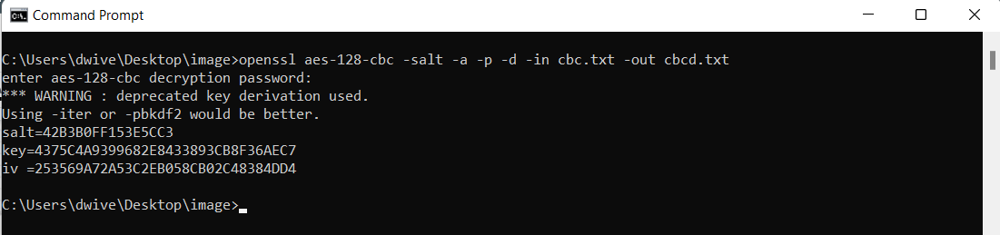 Command Prompt
C:\Users\dwive\Desktop\image>openssl aes-128-cbc -salt -a -p -d -in cbc.txt -out cbcd.txt
enter aes-128-cbc decryption password:
*** WARNING : deprecated key derivation used.
Using -iter or -pbkdf2 would be better.
salt=42B3B0FF153E5CC3
key=4375C4A9399682E8433893CB8F36AEC7
iv =253569A72A53C2EB058CB02C48384DD4
C:\Users\dwive\Desktop\image>